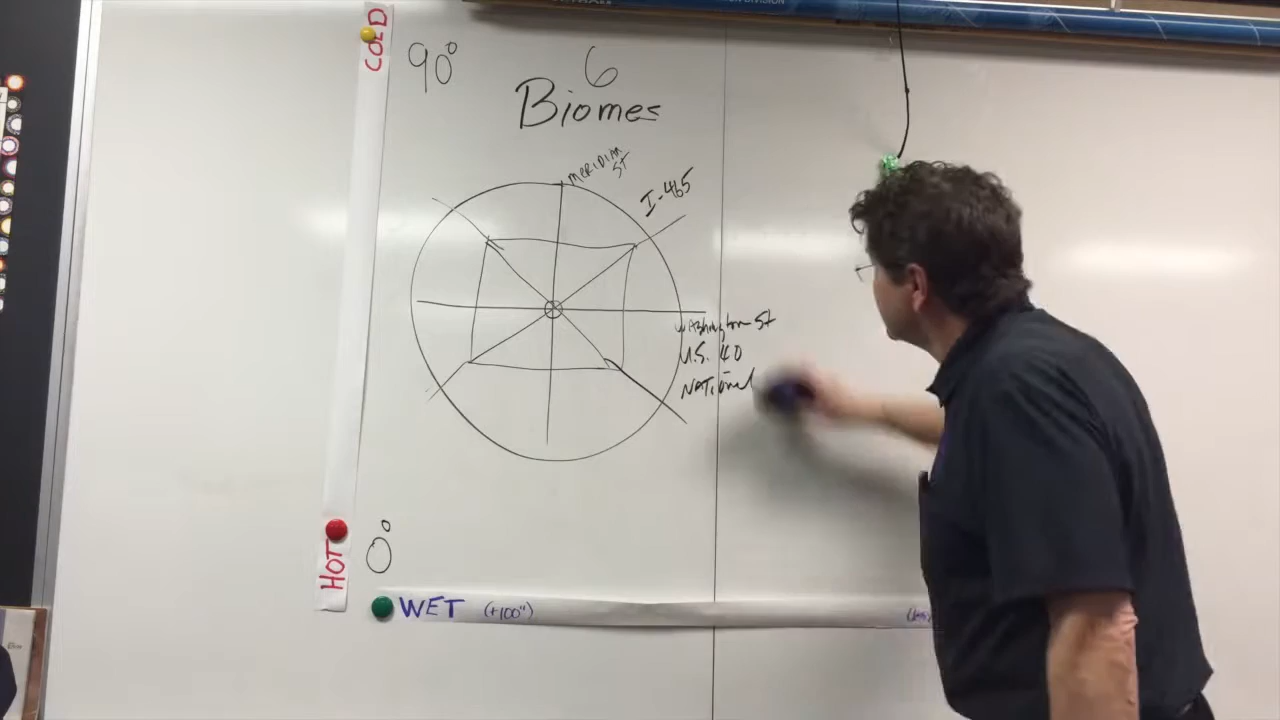 COLD
90°
6
Biomes
MERIDIAN
ST
I-465
WAShington St
U.S. 40
NATional
HOT
0°
WET (+100")